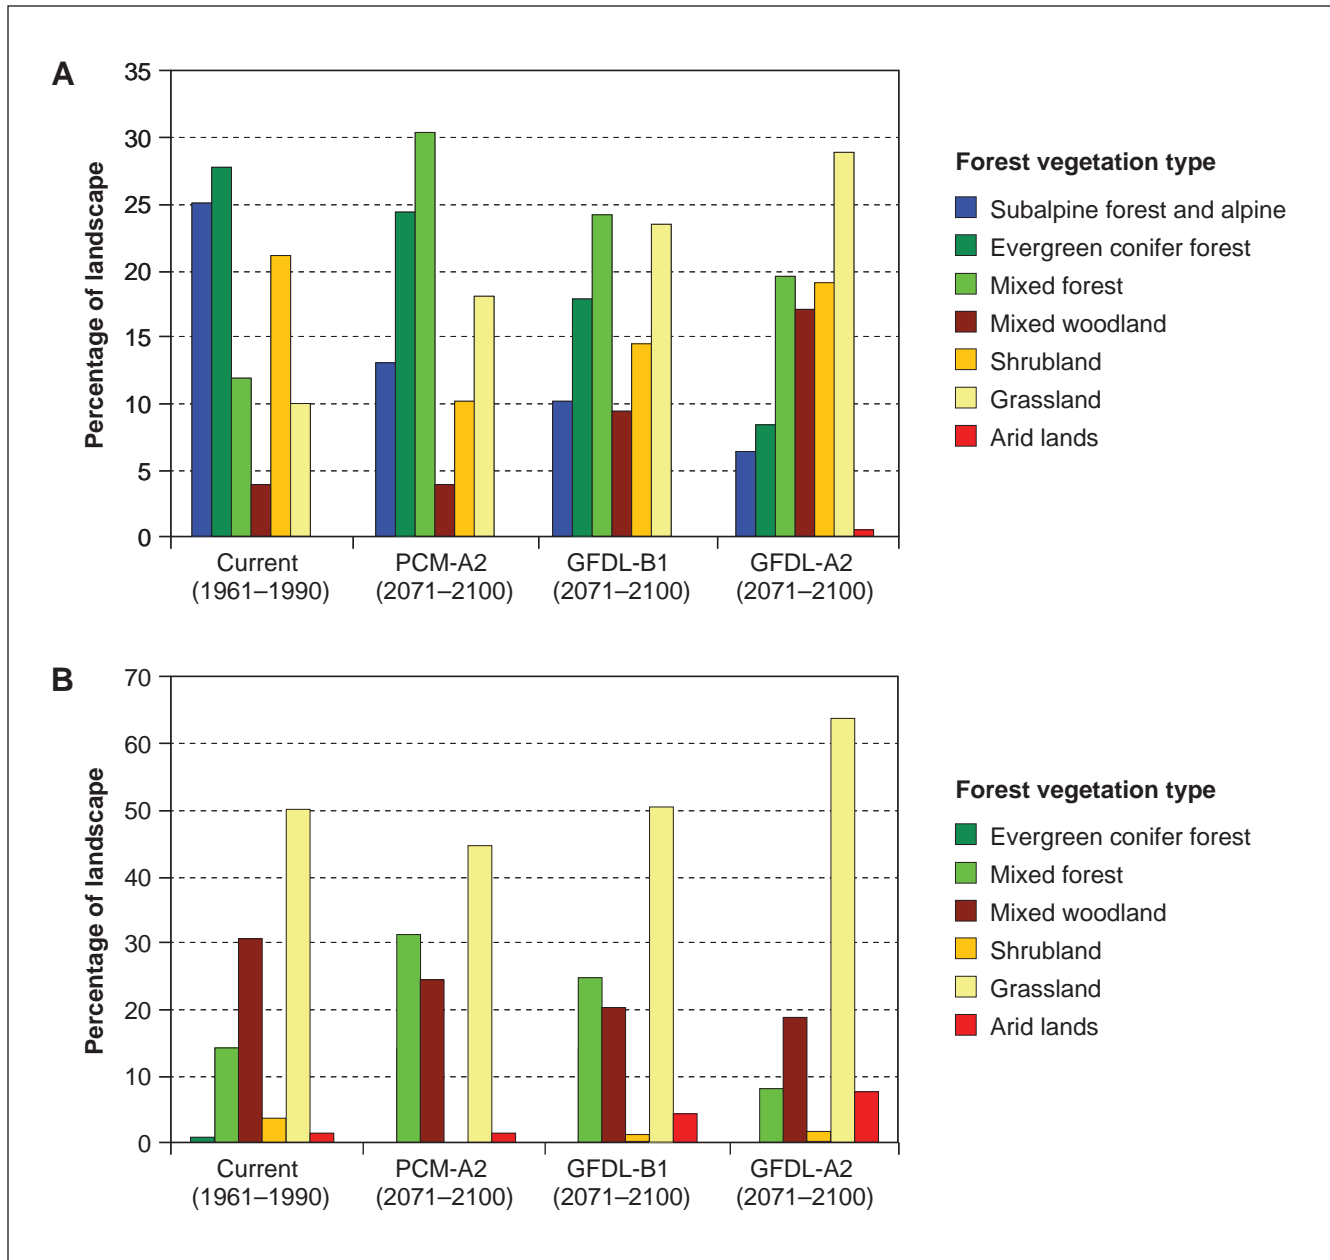 A
35
30
25
20
15
10
5
0
Percentage of landscape
Current
(1961–1990)
PCM-A2
(2071–2100)
GFDL-B1
(2071–2100)
GFDL-A2
(2071–2100)
Forest vegetation type
Subalpine forest and alpine
Evergreen conifer forest
Mixed forest
Mixed woodland
Shrubland
Grassland
Arid lands
B
70
60
50
40
30
20
10
0
Percentage of landscape
Current
(1961–1990)
PCM-A2
(2071–2100)
GFDL-B1
(2071–2100)
GFDL-A2
(2071–2100)
Forest vegetation type
Evergreen conifer forest
Mixed forest
Mixed woodland
Shrubland
Grassland
Arid lands